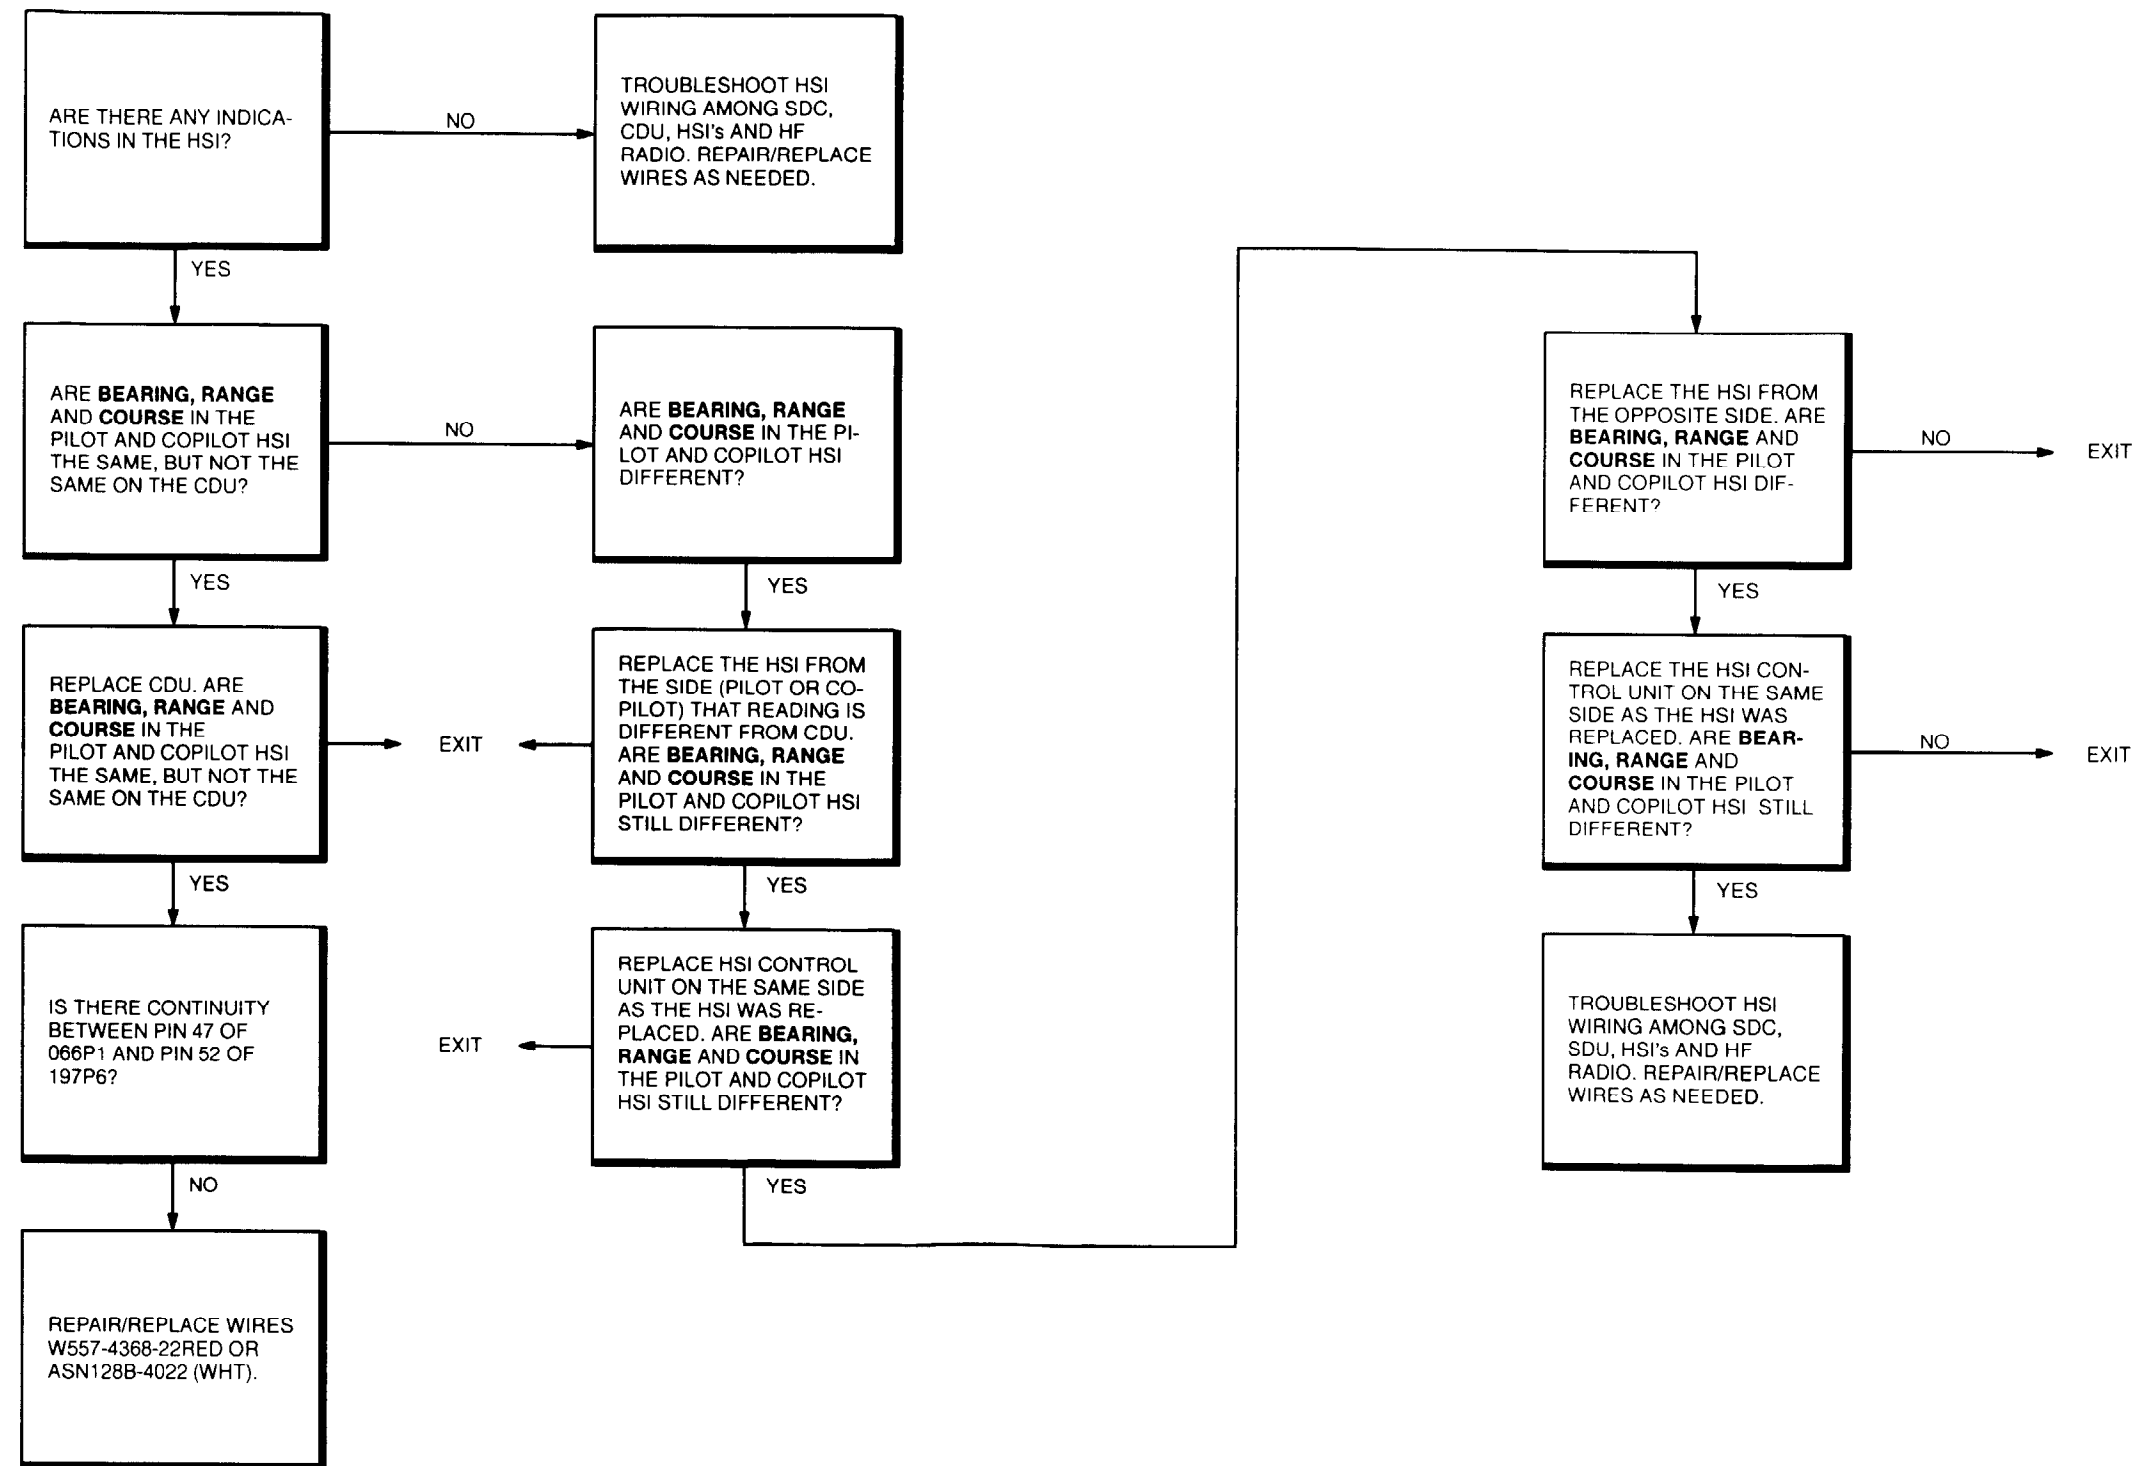 ARE THERE ANY INDICA-
TIONS IN THE HSI?
NO
TROUBLESHOOT HSI
WIRING AMONG SDC,
CDU, HSI's AND HF
RADIO. REPAIR/REPLACE
WIRES AS NEEDED.
YES
ARE BEARING, RANGE
AND COURSE IN THE
PILOT AND COPILOT HSI
THE SAME, BUT NOT THE
SAME ON THE CDU?
NO
ARE BEARING, RANGE
AND COURSE IN THE PI-
LOT AND COPILOT HSI
DIFFERENT?
YES
YES
REPLACE CDU. ARE
BEARING, RANGE AND
COURSE IN THE
PILOT AND COPILOT HSI
THE SAME, BUT NOT THE
SAME ON THE CDU?
EXIT
REPLACE THE HSI FROM
THE SIDE (PILOT OR CO-
PILOT) THAT READING IS
DIFFERENT FROM CDU.
ARE BEARING, RANGE
AND COURSE IN THE
PILOT AND COPILOT HSI
STILL DIFFERENT?
YES
YES
IS THERE CONTINUITY
BETWEEN PIN 47 OF
066P1 AND PIN 52 OF
197P6?
EXIT
REPLACE HSI CONTROL
UNIT ON THE SAME SIDE
AS THE HSI WAS RE-
PLACED. ARE BEARING,
RANGE AND COURSE IN
THE PILOT AND COPILOT
HSI STILL DIFFERENT?
NO
YES
REPAIR/REPLACE WIRES
W557-4368-22RED OR
ASN128B-4022 (WHT).
REPLACE THE HSI FROM
THE OPPOSITE SIDE. ARE
BEARING, RANGE AND
COURSE IN THE PILOT
AND COPILOT HSI DIF-
FERENT?
NO
EXIT
YES
REPLACE THE HSI CON-
TROL UNIT ON THE SAME
SIDE AS THE HSI WAS
REPLACED. ARE BEAR-
ING, RANGE AND
COURSE IN THE PILOT
AND COPILOT HSI STILL
DIFFERENT?
NO
EXIT
YES
TROUBLESHOOT HSI
WIRING AMONG SDC,
SDU, HSI's AND HF
RADIO. REPAIR/REPLACE
WIRES AS NEEDED.